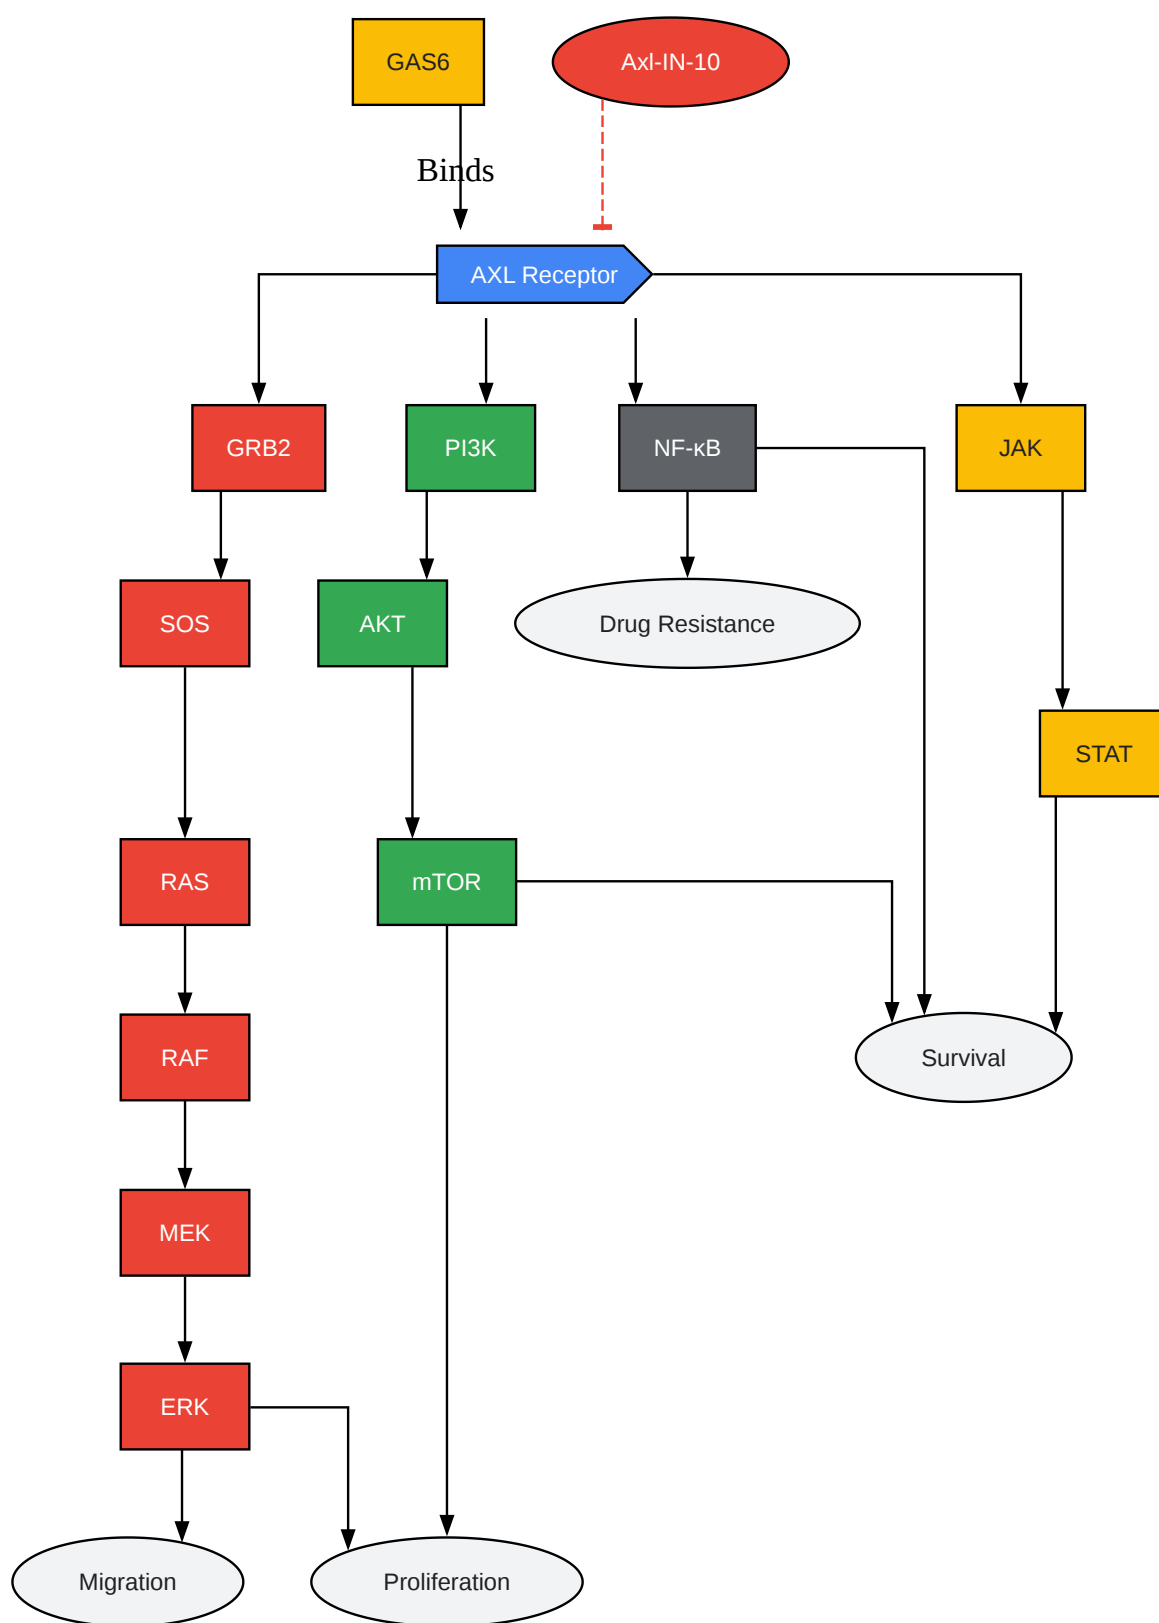 GAS6
Axl-IN-10
Binds
AXL Receptor
GRB2
PI3K
NF-κB
JAK
SOS
AKT
Drug Resistance
STAT
RAS
mTOR
RAF
Survival
MEK
ERK
Migration
Proliferation